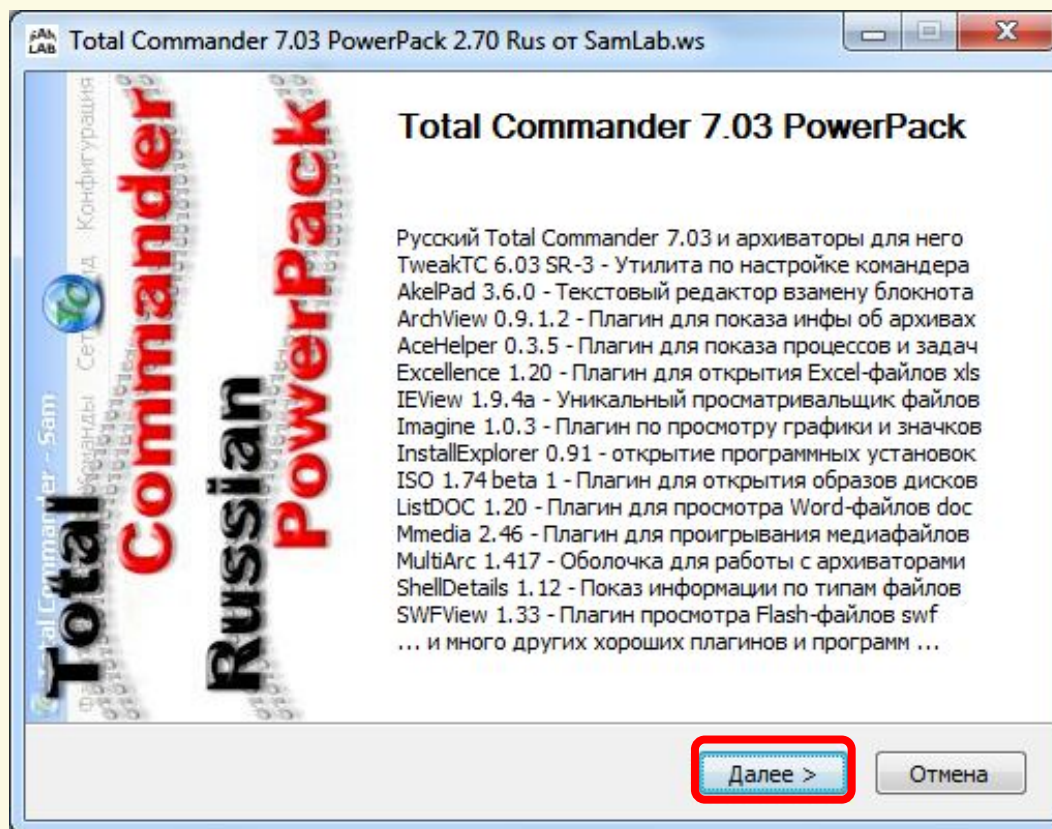 SAM LAB Total Commander 7.03 PowerPack 2.70 Rus от SamLab.ws
Total Commander
Russian PowerPack
Total Commander 7.03 PowerPack
Русский Total Commander 7.03 и архиваторы для него
TweakTC 6.03 SR-3 - Утилита по настройке командера
AkelPad 3.6.0 - Текстовый редактор взамену блокнота
ArchView 0.9.1.2 - Плагин для показа инфы об архивах
AceHelper 0.3.5 - Плагин для показа процессов и задач
Excellence 1.20 - Плагин для открытия Excel-файлов xls
IEView 1.9.4a - Уникальный просматривальщик файлов
Imagine 1.0.3 - Плагин по просмотру графики и значков
InstallExplorer 0.91 - открытие программных установок
ISO 1.74 beta 1 - Плагин для открытия образов дисков
ListDOC 1.20 - Плагин для просмотра Word-файлов doc
Mmedia 2.46 - Плагин для проигрывания медиафайлов
MultiArc 1.417 - Оболочка для работы с архиваторами
ShellDetails 1.12 - Показ информации по типам файлов
SWFView 1.33 - Плагин просмотра Flash-файлов swf
... и много других хороших плагинов и программ ...
Далее >
Отмена